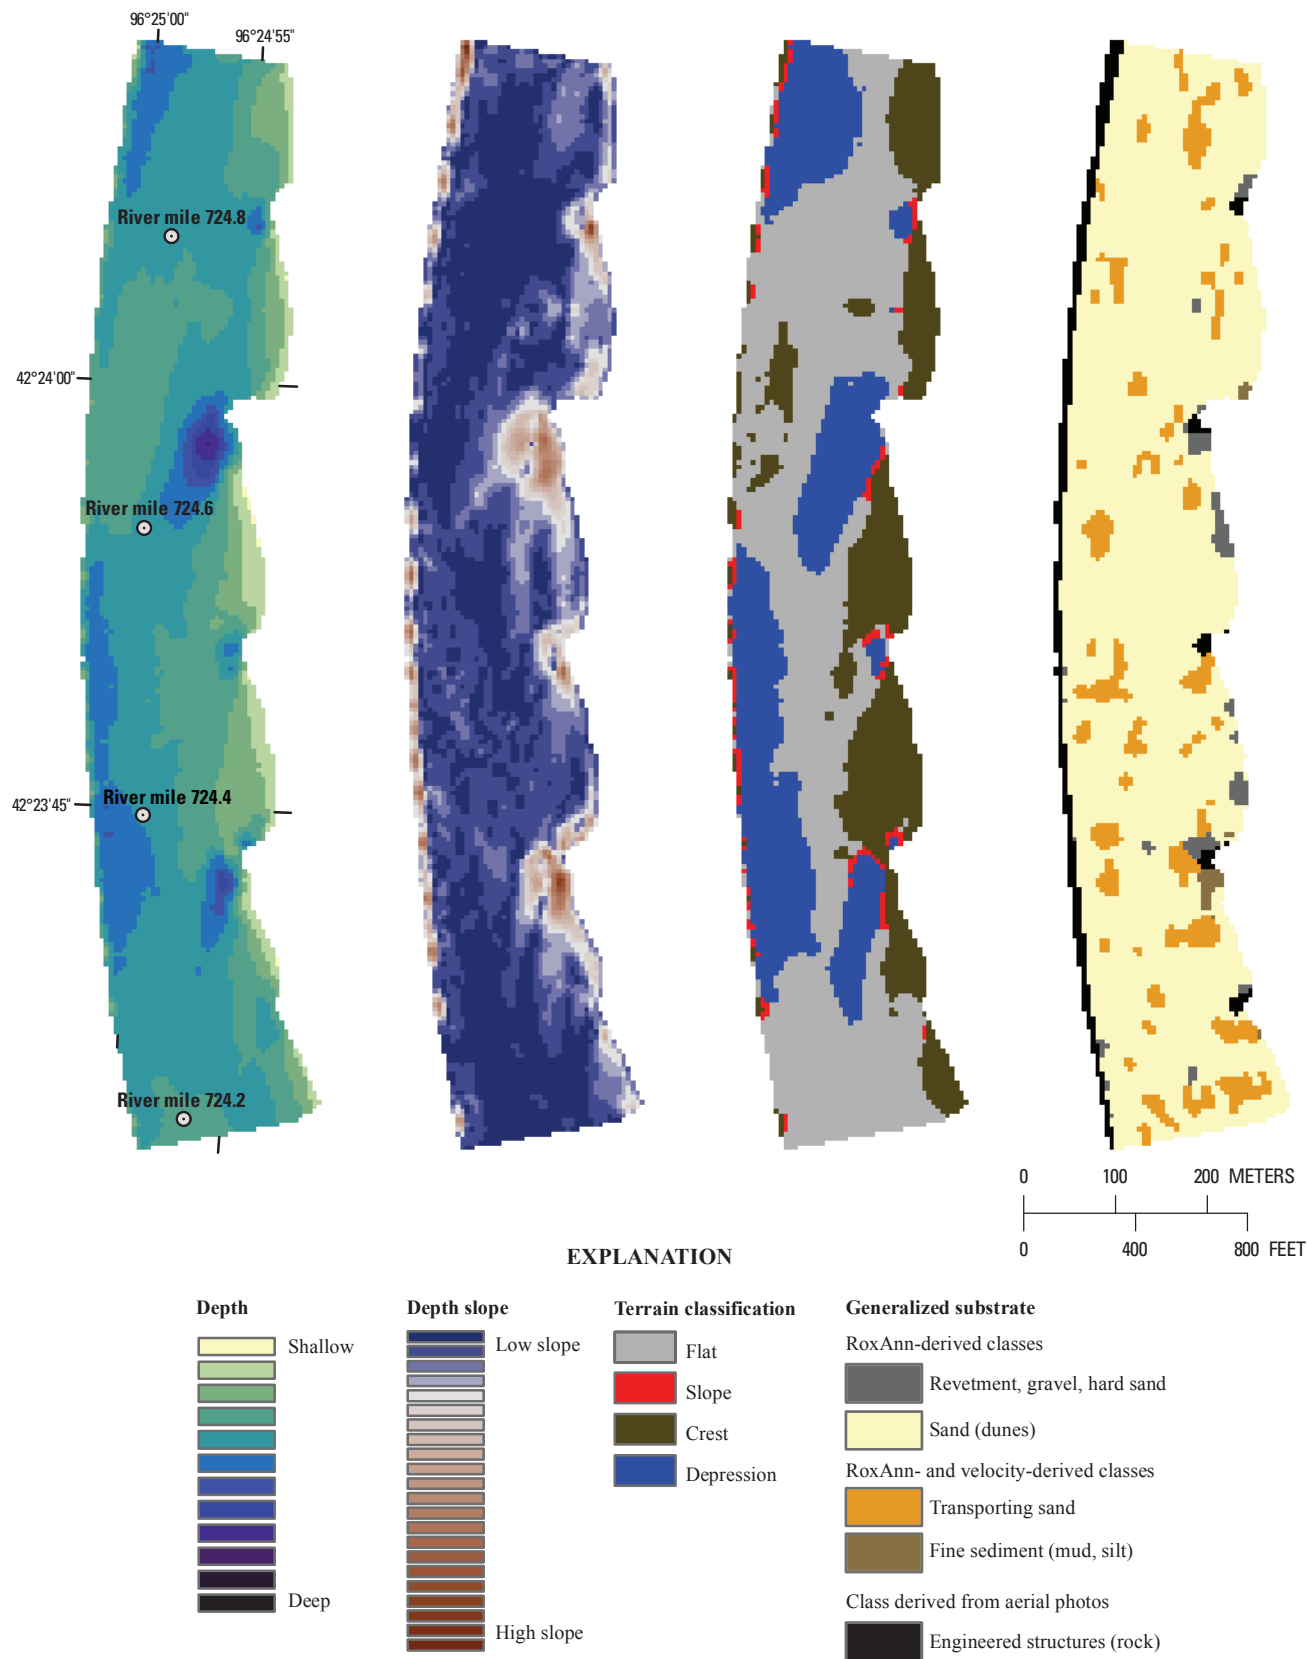 96°25'00"
96°24'55"
River mile 724.8
42°24'00"
River mile 724.6
42°23'45"
River mile 724.4
River mile 724.2
0 100 200 METERS
0 400 800 FEET
EXPLANATION
Depth
Shallow
Deep
Depth slope
Low slope
High slope
Terrain classification
Flat
Slope
Crest
Depression
Generalized substrate
RoxAnn-derived classes
Revetment, gravel, hard sand
Sand (dunes)
RoxAnn- and velocity-derived classes
Transporting sand
Fine sediment (mud, silt)
Class derived from aerial photos
Engineered structures (rock)